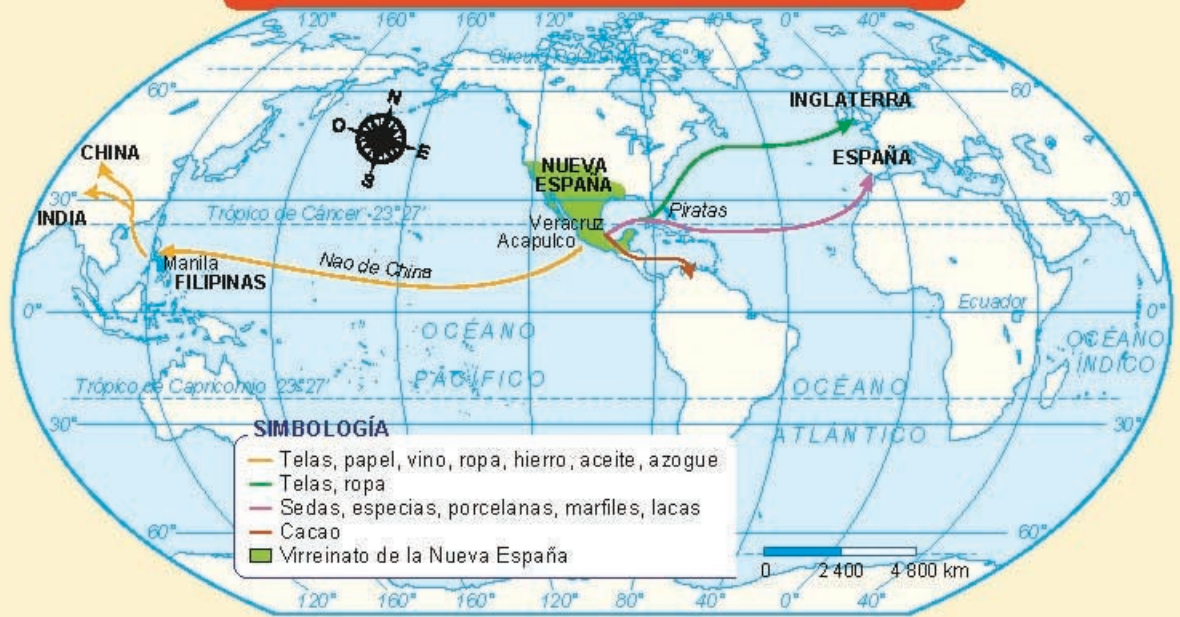 120° 160° 160° 120° 80° 0° 40°
40°
Círculo Polar
60° 60°
N
O E
S
INGLATERRA
CHINA
ESPAÑA
NUEVA
ESPAÑA
30° 30°
Trópico de Cáncer -23°27'
INDIA
Piratas
Veracruz
Acapulco
Manila
FILIPINAS
Nao de China
Ecuador
0° 0°
OCÉANO
PACÍFICO
OCÉANO
ÍNDICO
Trópico de Capricornio 23°27'
OCÉANO
ATLÁNTICO
30° 30°
SIMBOLOGÍA
Telas, papel, vino, ropa, hierro, aceite, azogue
Telas, ropa
Sedas, especias, porcelanas, marfiles, lacas
Cacao
Virreinato de la Nueva España
60° 60°
0 2 400 4 800 km
120° 160° 160° 120° 80° 0° 40°